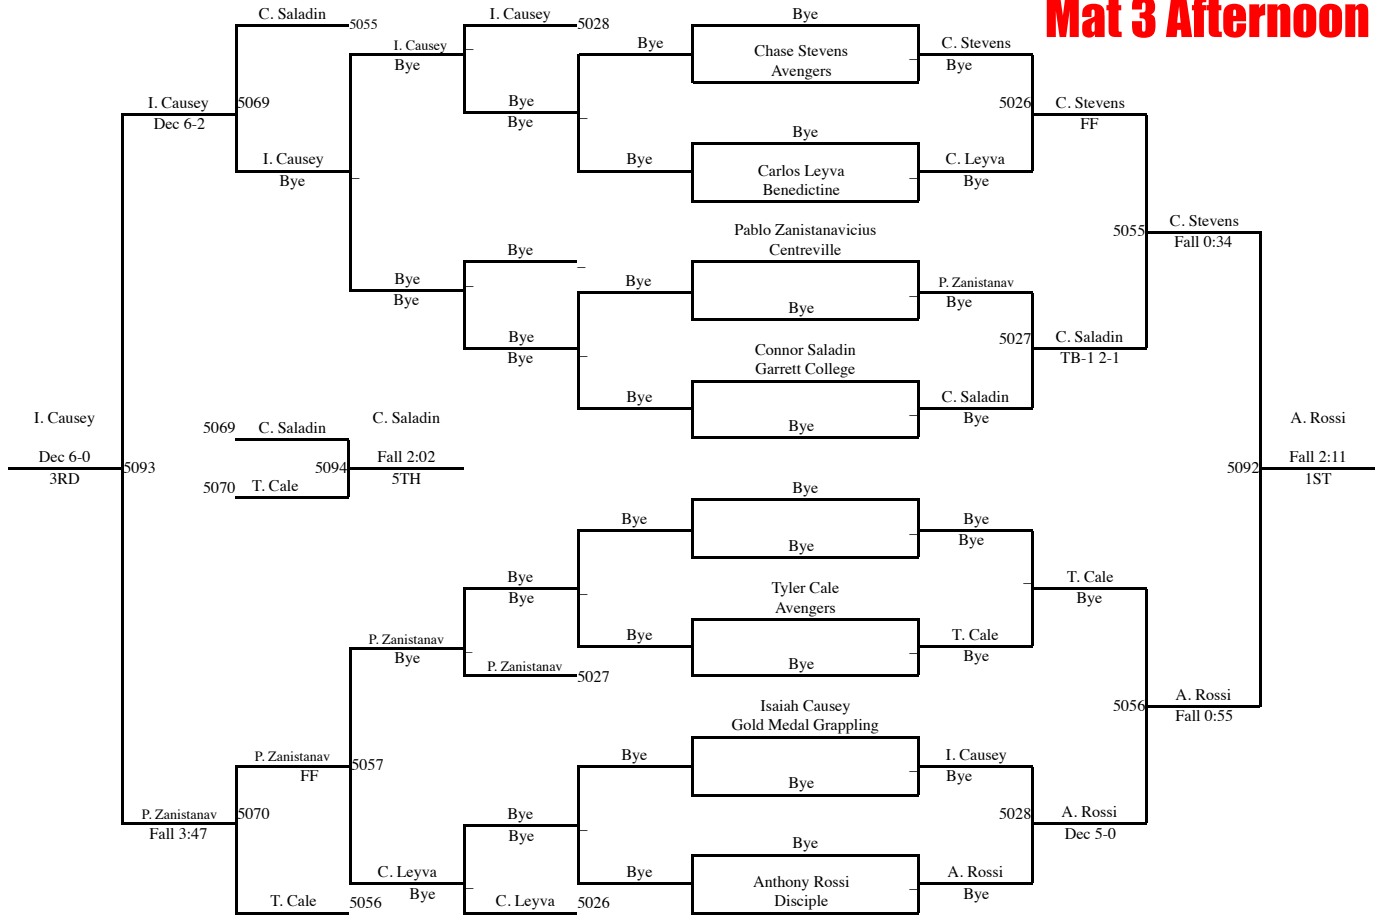 Mat 3 Afternoon
C. Saladin
5055
I. Causey
5028
Bye
I. Causey
Bye
Bye
Chase Stevens
Avengers
C. Stevens
Bye
I. Causey
5069
Dec 6-2
Bye
Bye
5026
C. Stevens
FF
Bye
I. Causey
Bye
Bye
Carlos Leyva
Benedictine
C. Leyva
Bye
Pablo Zanistanavicius
Centreville
5055
C. Stevens
Fall 0:34
Bye
Bye
Bye
Bye
Bye
P. Zanistanav
Bye
Bye
Bye
Connor Saladin
Garrett College
5027
C. Saladin
TB-1 2-1
Bye
C. Saladin
Bye
Bye
I. Causey
Dec 6-0
3RD
5093
5069
C. Saladin
5070
T. Cale
5094
C. Saladin
Fall 2:02
5TH
5092
A. Rossi
Fall 2:11
1ST
Bye
Bye
Bye
Bye
Bye
Bye
Bye
Tyler Cale
Avengers
T. Cale
Bye
P. Zanistanav
Bye
P. Zanistanav
5027
Bye
Bye
T. Cale
Bye
Isaiah Causey
Gold Medal Grappling
5056
A. Rossi
Fall 0:55
P. Zanistanav
FF
5057
Bye
Bye
I. Causey
Bye
P. Zanistanav
5070
Fall 3:47
Bye
Bye
5028
A. Rossi
Dec 5-0
Bye
C. Leyva
Bye
Bye
Anthony Rossi
Disciple
A. Rossi
Bye
T. Cale
5056
C. Leyva
5026